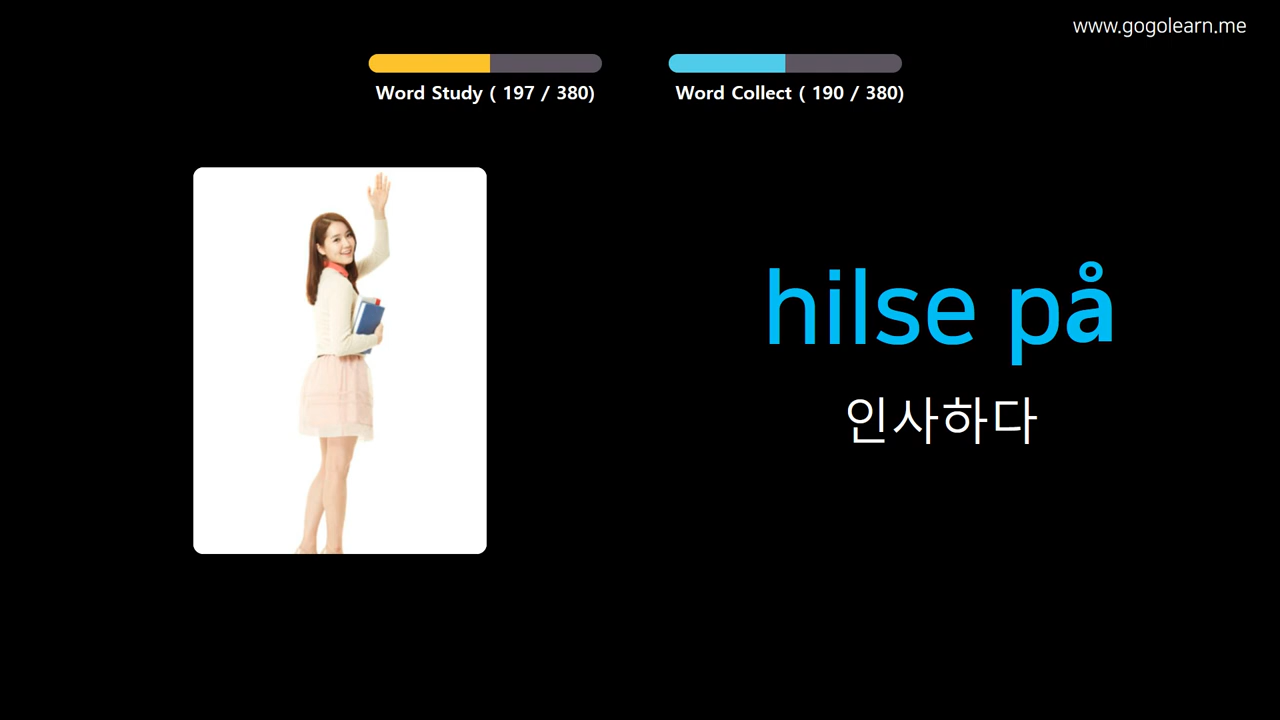 www.gogolearn.me
Word Study ( 197 / 380)
Word Collect ( 190 / 380)
hilse på
인사하다